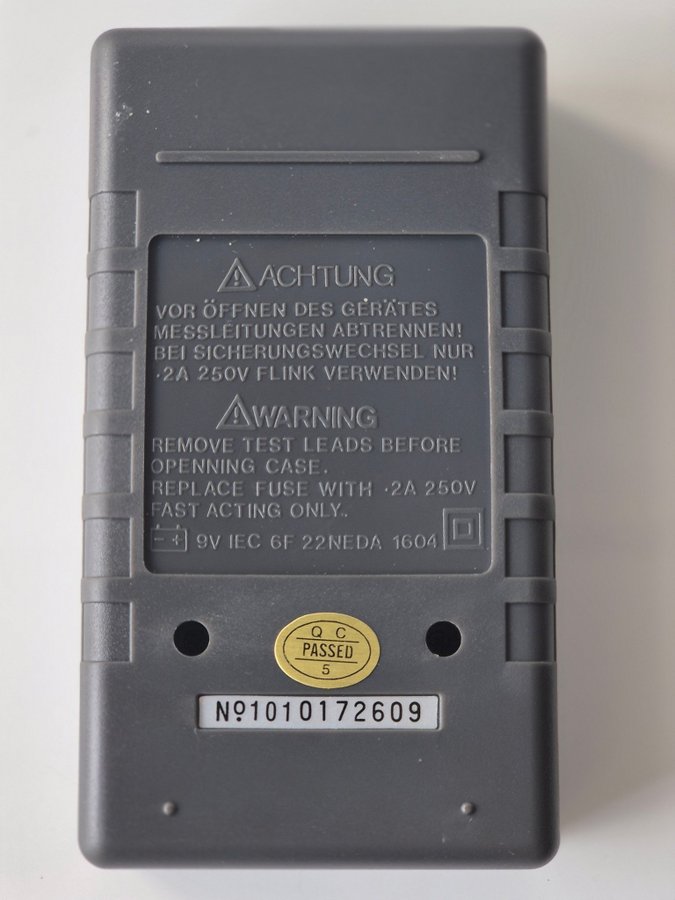 ACHTUNG
VOR ÖFFNEN DES GERÄTES
MESSLEITUNGEN ABTRENNEN!
BEI SICHERUNGSWECHSEL NUR
.2A 250V FLINK VERWENDEN!
WARNING
REMOVE TEST LEADS BEFORE
OPENNING CASE.
REPLACE FUSE WITH .2A 250V
FAST ACTING ONLY.
9V IEC 6F 22NEDA 1604
Q C
PASSED
5
Nº1010172609